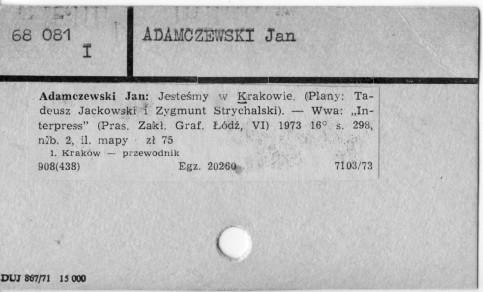 68 081
I
ADAMCZEWSKI Jan
Adamczewski Jan: Jesteśmy w Krakowie. (Plany: Ta-
deusz Jackowski i Zygmunt Strychalski). — Wwa: „In-
terpress” (Pras. Zakł. Graf. Łódź, VI) 1973 16° s. 298,
nlb. 2, il. mapy zł 75
1. Kraków — przewodnik
908(438) Egz. 20260 7103/73
DUJ 867/71 15 000